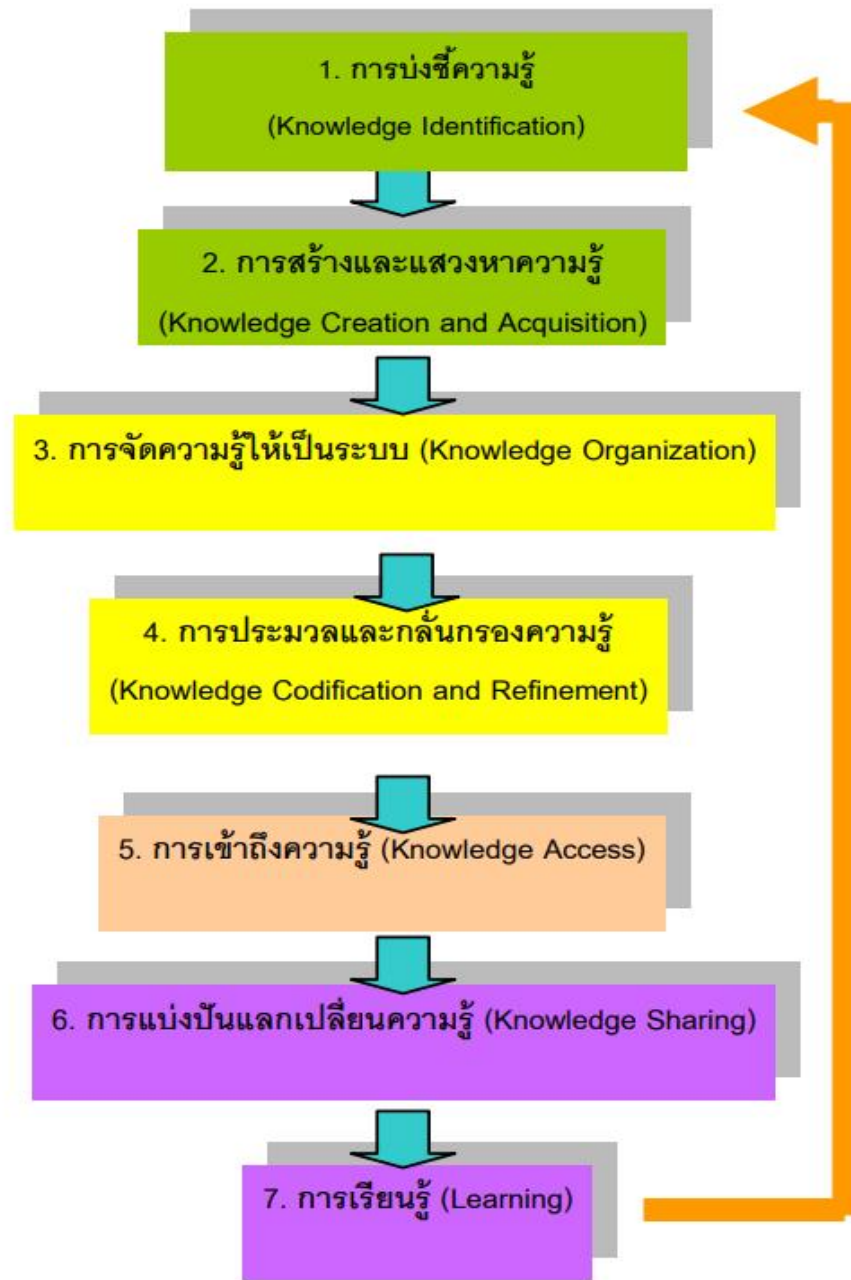 1. การบ่งชี้ความรู้
(Knowledge Identification)
2. การสร้างและแสวงหาความรู้
(Knowledge Creation and Acquisition)
3. การจัดความรู้ให้เป็นระบบ (Knowledge Organization)
4. การประมวลและกลั่นกรองความรู้
(Knowledge Codification and Refinement)
5. การเข้าถึงความรู้ (Knowledge Access)
6. การแบ่งปันแลกเปลี่ยนความรู้ (Knowledge Sharing)
7. การเรียนรู้ (Learning)